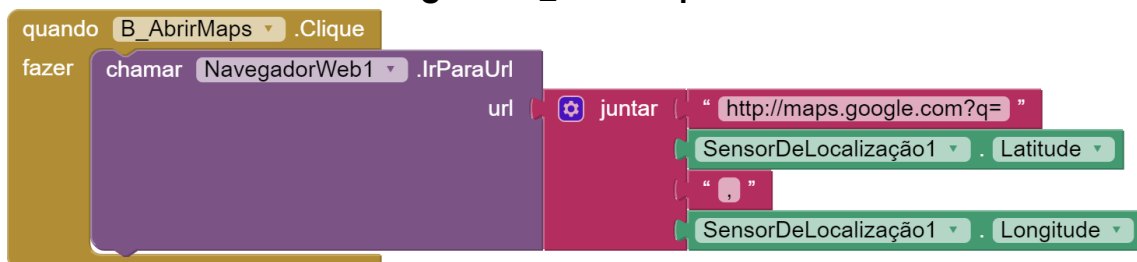 quando B_AbrirMaps .Clique
fazer chamar NavegadorWeb1 .IrParaUrl
url juntar “ http://maps.google.com?q= ”
SensorDeLocalização1 . Latitude
“ , ”
SensorDeLocalização1 . Longitude